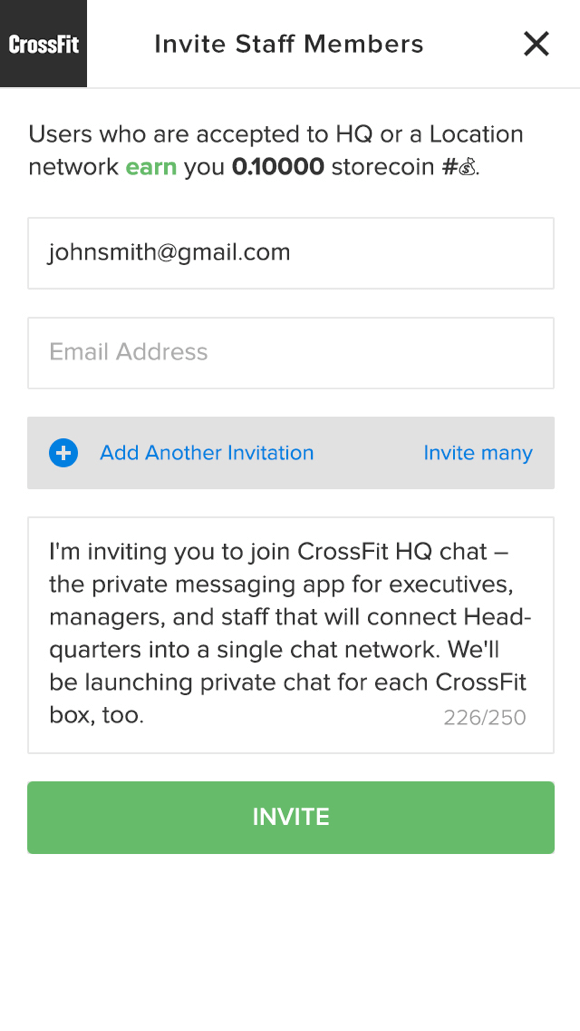 CrossFit
Invite Staff Members
Users who are accepted to HQ or a Location
network earn you 0.10000 storecoin #💰.
johnsmith@gmail.com
Email Address
Add Another Invitation
Invite many
I'm inviting you to join CrossFit HQ chat –
the private messaging app for executives,
managers, and staff that will connect Head-
quarters into a single chat network. We'll
be launching private chat for each CrossFit
box, too.
226/250
INVITE